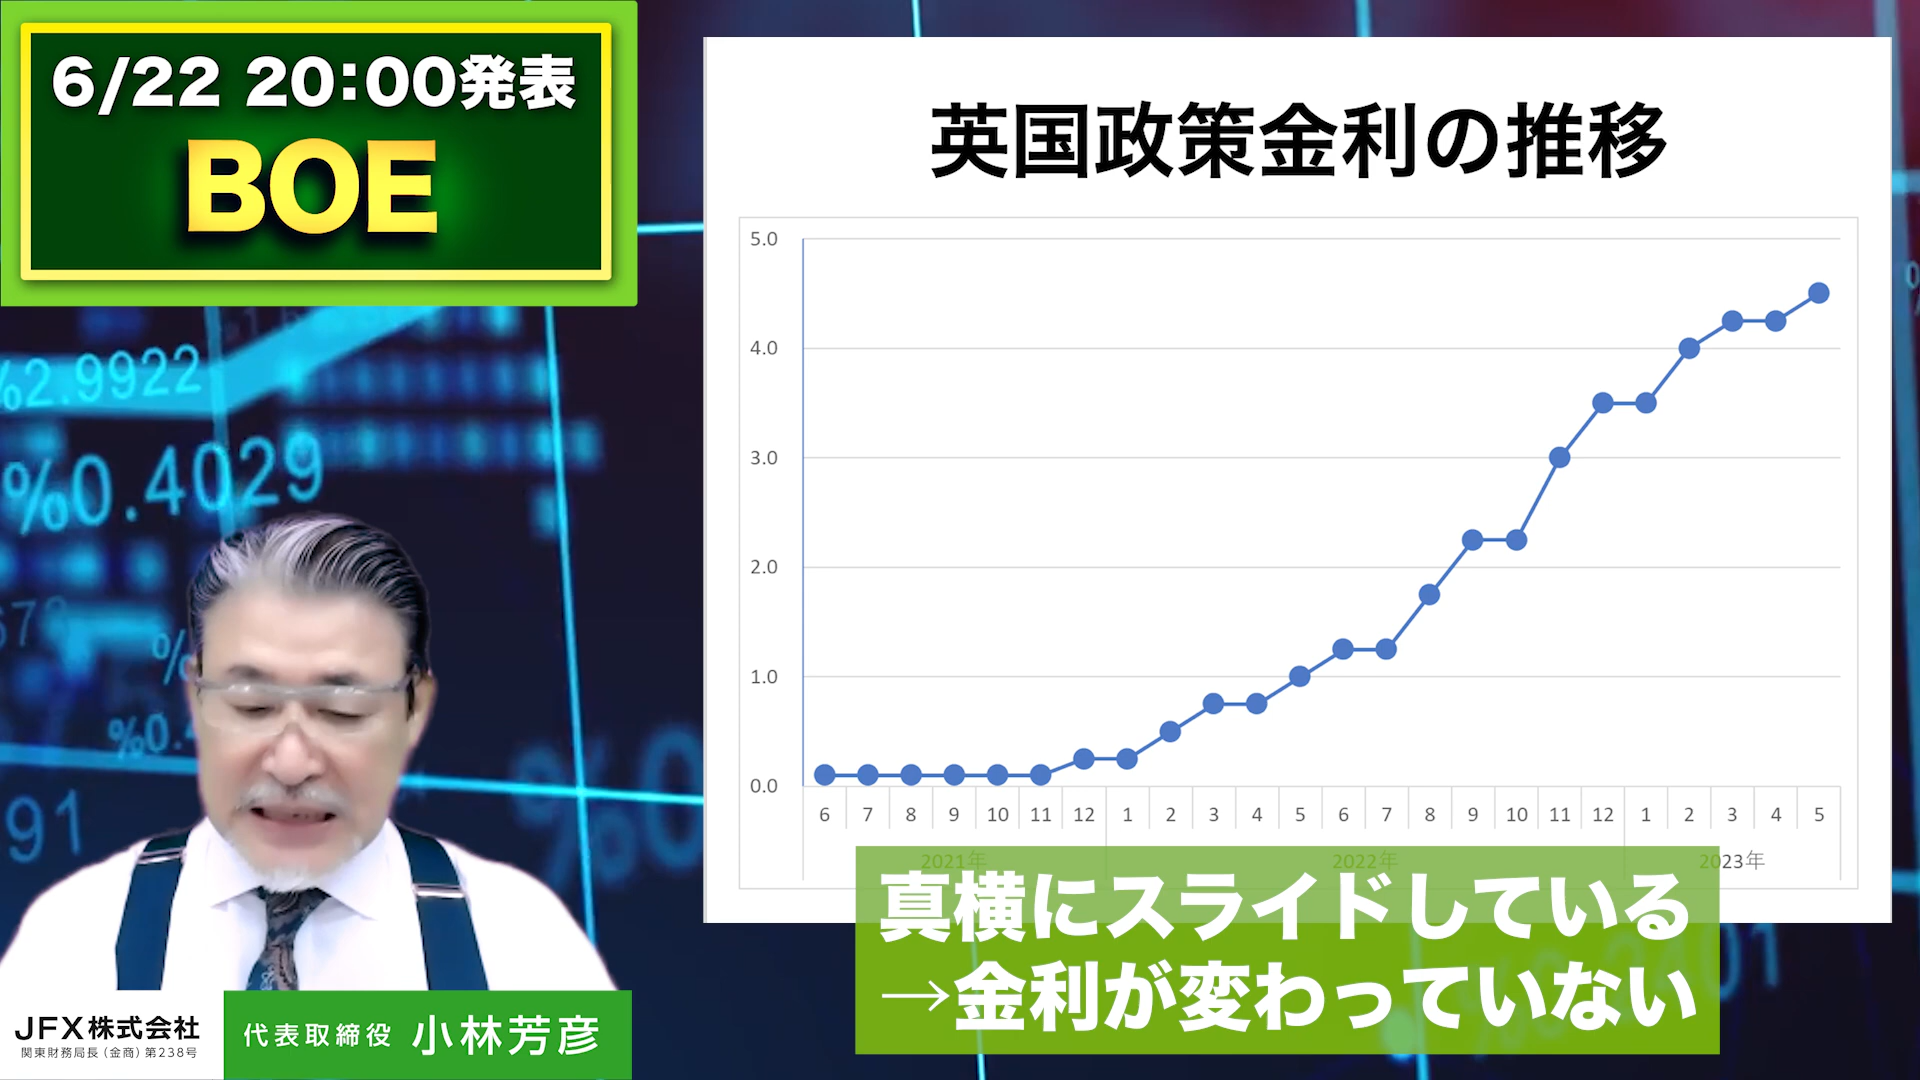 6/22 20:00発表
BOE
英国政策金利の推移
5.0
4.0
3.0
2.0
1.0
0.0
6 7 8 9 10 11 12 1 2 3 4 5 6 7 8 9 10 11 12 1 2 3 4 5
2021年 2022年 2023年
真横にスライドしている
→金利が変わっていない
%2.9922
%0.4029
91
JFX株式会社
関東財務局長(金商)第238号
代表取締役 小林芳彦